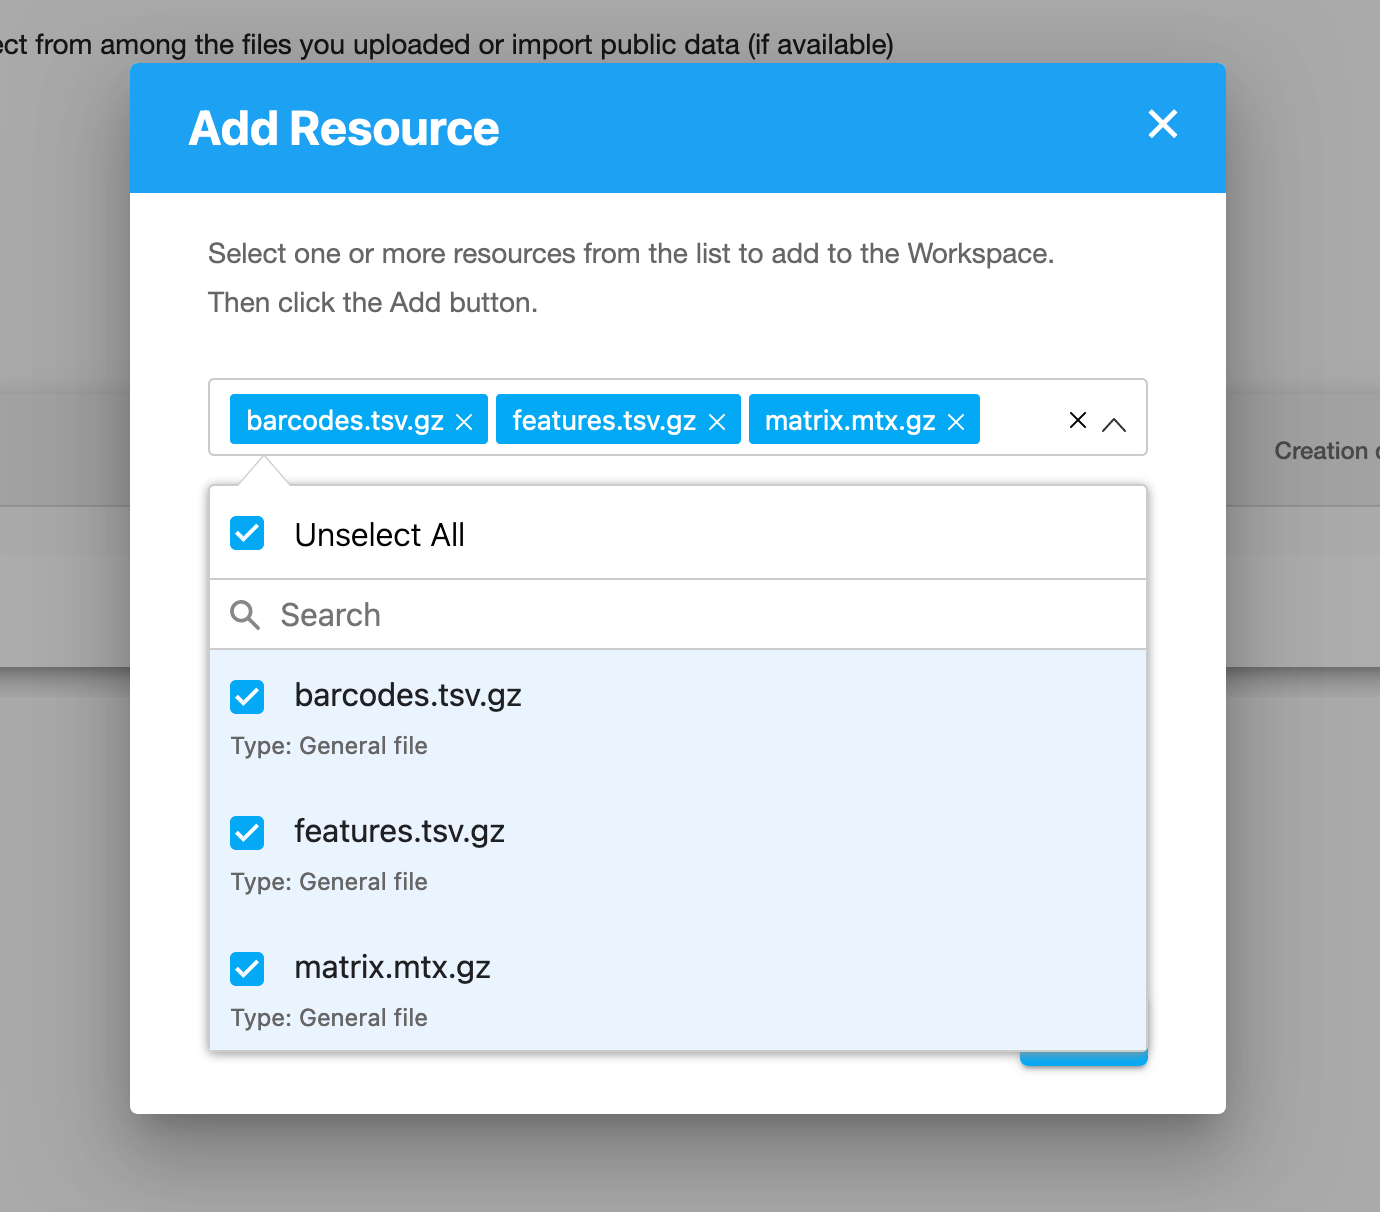 ect from among the files you uploaded or import public data (if available)
Add Resource
Select one or more resources from the list to add to the Workspace.
Then click the Add button.
barcodes.tsv.gz features.tsv.gz matrix.mtx.gz
Creation
Unselect All
Search
barcodes.tsv.gz
Type: General file
features.tsv.gz
Type: General file
matrix.mtx.gz
Type: General file